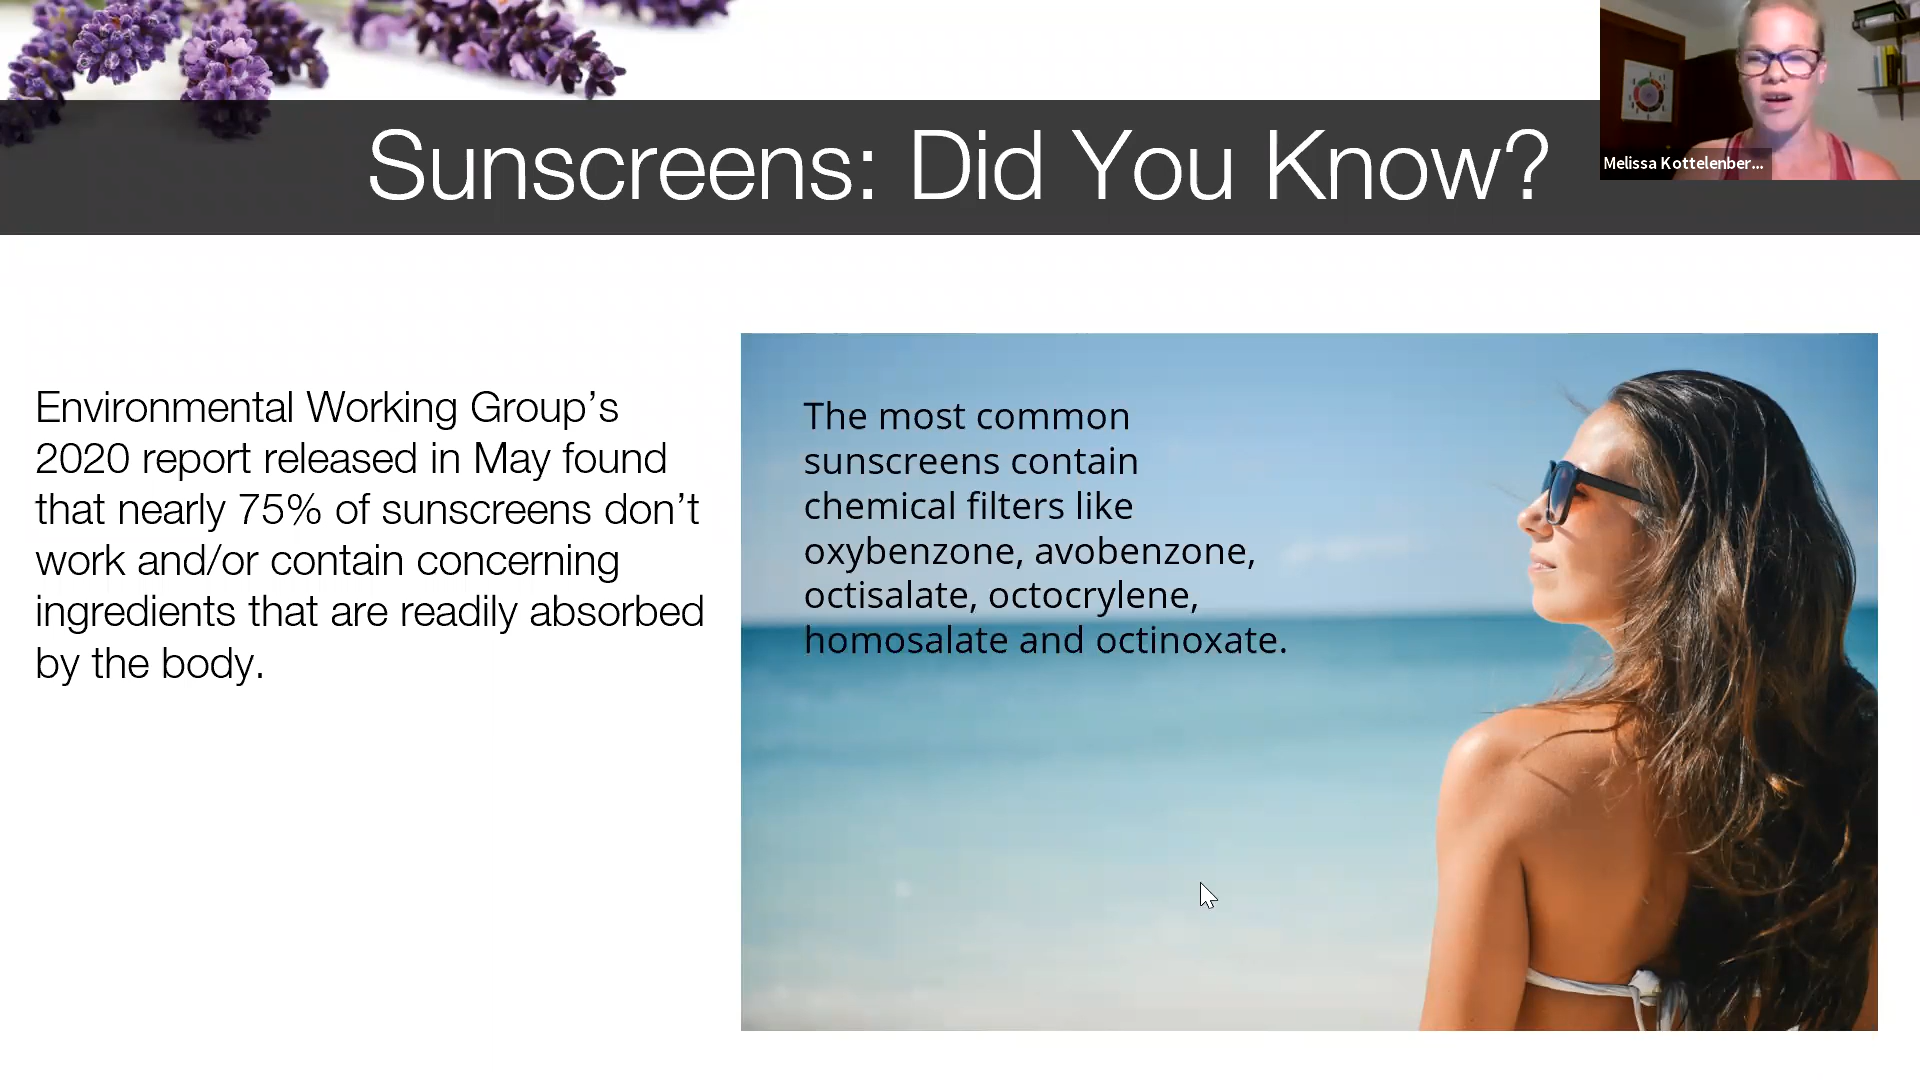 Sunscreens: Did You Know?
Melissa Kottelenber...
Environmental Working Group’s
2020 report released in May found
that nearly 75% of sunscreens don’t
work and/or contain concerning
ingredients that are readily absorbed
by the body.
The most common
sunscreens contain
chemical filters like
oxybenzone, avobenzone,
octisalate, octocrylene,
homosalate and octinoxate.